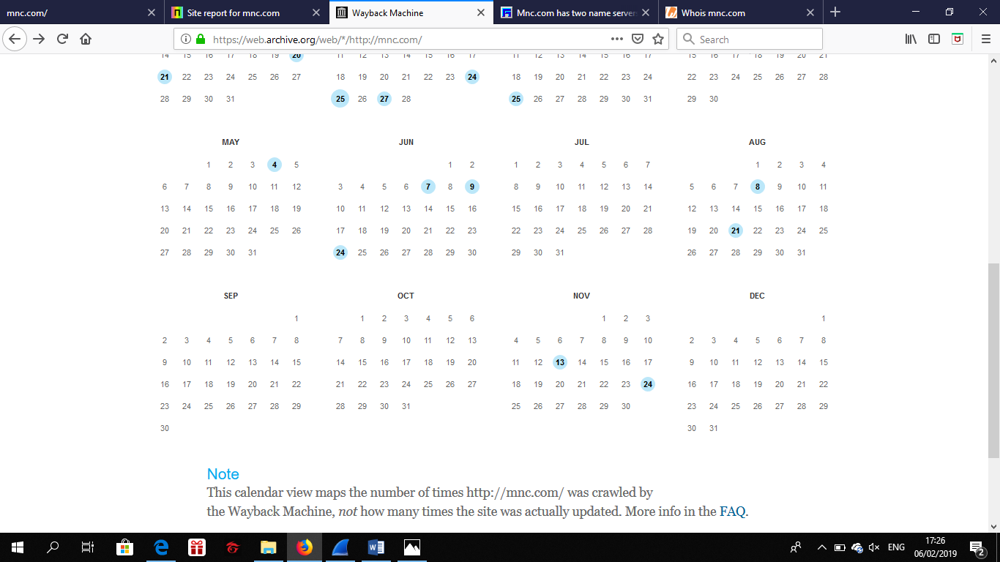 mnc.com/
Site report for mnc.com
Wayback Machine
Mnc.com has two name server
Whois mnc.com
https://web.archive.org/web/*/http://mnc.com/
Search
14 15 16 17 18 19 20
11 12 13 14 15 16 17
11 12 13 14 15 16 17
15 16 17 18 19 20 21
21 22 23 24 25 26 27
18 19 20 21 22 23 24
18 19 20 21 22 23 24
22 23 24 25 26 27 28
28 29 30 31
25 26 27 28
25 26 27 28 29 30 31
29 30
MAY
1 2 3 4 5
6 7 8 9 10 11 12
13 14 15 16 17 18 19
20 21 22 23 24 25 26
27 28 29 30 31
JUN
1 2
3 4 5 6 7 8 9
10 11 12 13 14 15 16
17 18 19 20 21 22 23
24 25 26 27 28 29 30
JUL
1 2 3 4 5 6 7
8 9 10 11 12 13 14
15 16 17 18 19 20 21
22 23 24 25 26 27 28
29 30 31
AUG
1 2 3 4
5 6 7 8 9 10 11
12 13 14 15 16 17 18
19 20 21 22 23 24 25
26 27 28 29 30 31
SEP
1
2 3 4 5 6 7 8
9 10 11 12 13 14 15
16 17 18 19 20 21 22
23 24 25 26 27 28 29
30
OCT
1 2 3 4 5 6
7 8 9 10 11 12 13
14 15 16 17 18 19 20
21 22 23 24 25 26 27
28 29 30 31
NOV
1 2 3
4 5 6 7 8 9 10
11 12 13 14 15 16 17
18 19 20 21 22 23 24
25 26 27 28 29 30
DEC
1
2 3 4 5 6 7 8
9 10 11 12 13 14 15
16 17 18 19 20 21 22
23 24 25 26 27 28 29
30 31
Note
This calendar view maps the number of times http://mnc.com/ was crawled by
the Wayback Machine, not how many times the site was actually updated. More info in the FAQ.
ENG
17:26
06/02/2019
2